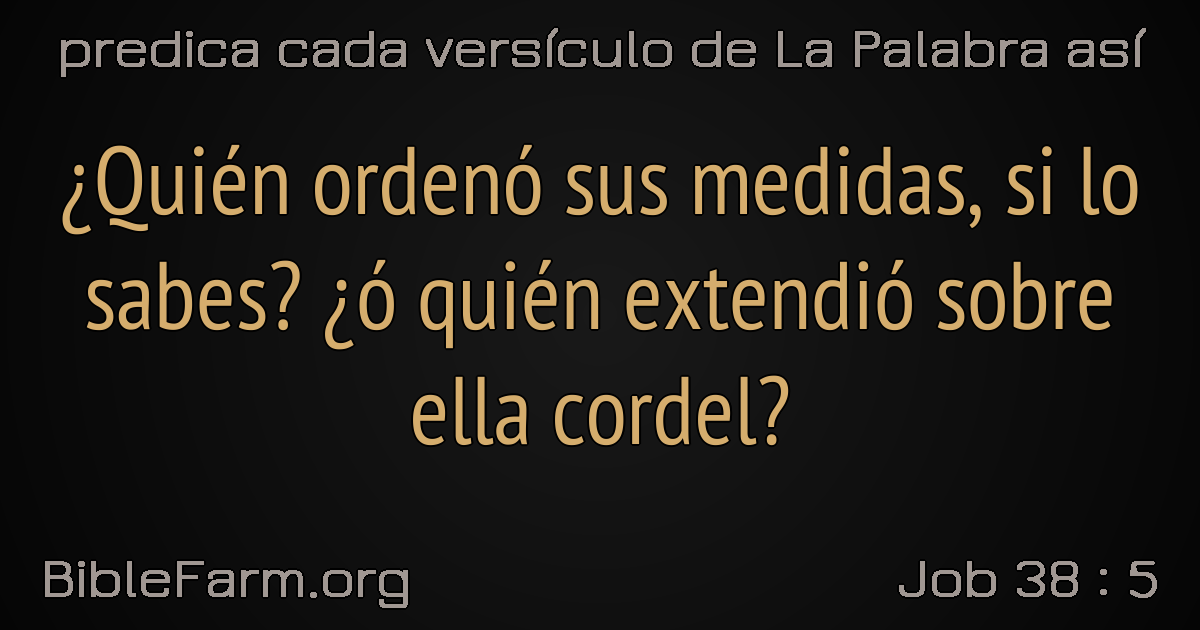 predica cada versículo de La Palabra así
¿Quién ordenó sus medidas, si lo
sabes? ¿ó quién extendió sobre
ella cordel?
BibleFarm.org
Job 38 : 5